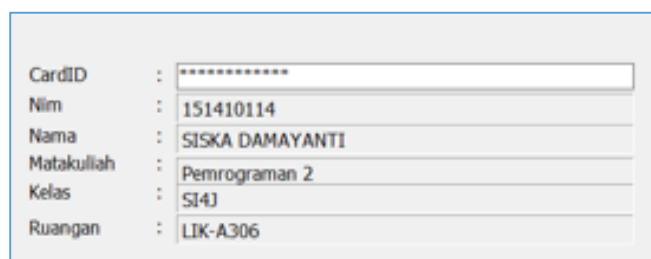 CardID : ************
Nim : 151410114
Nama : SISKA DAMAYANTI
Matakuliah : Pemrograman 2
Kelas : SI4J
Ruangan : LIK-A306